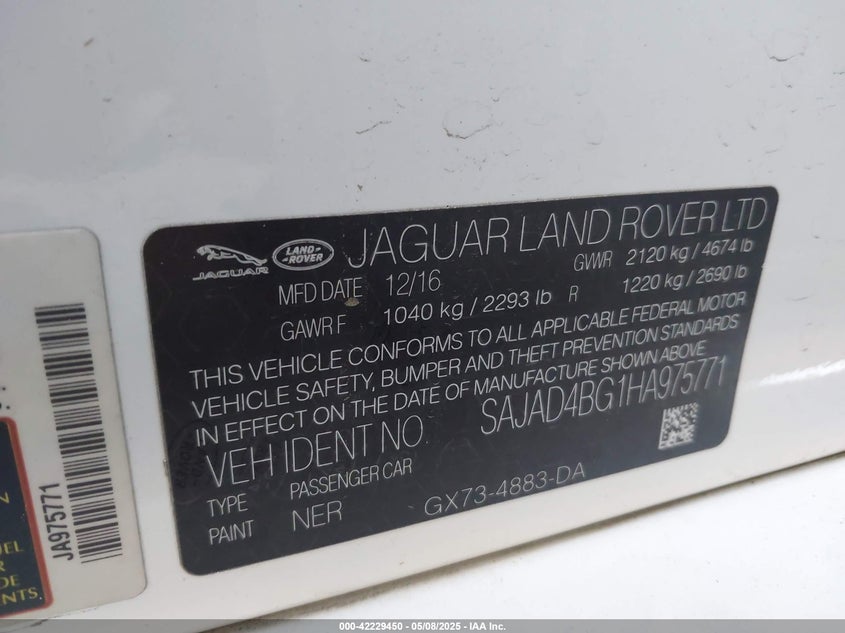 JAGUAR
LAND-
ROVER
JAGUAR LAND ROVER LTD
MFD DATE 12/16 GVWR 2120 kg / 4674 lb
GAWR F 1040 kg / 2293 lb R 1220 kg / 2690 lb
THIS VEHICLE CONFORMS TO ALL APPLICABLE FEDERAL MOTOR
VEHICLE SAFETY, BUMPER AND THEFT PREVENTION STANDARDS
IN EFFECT ON THE DATE OF MANUFACTURE SHOWN ABOVE
VEH IDENT NO. SAJAD4BG1HA975771
TYPE PASSENGER CAR
PAINT NER GX73-4883-DA
JA975771
DE
NTS.
000-42229450 - 05/08/2025 - IAA Inc.